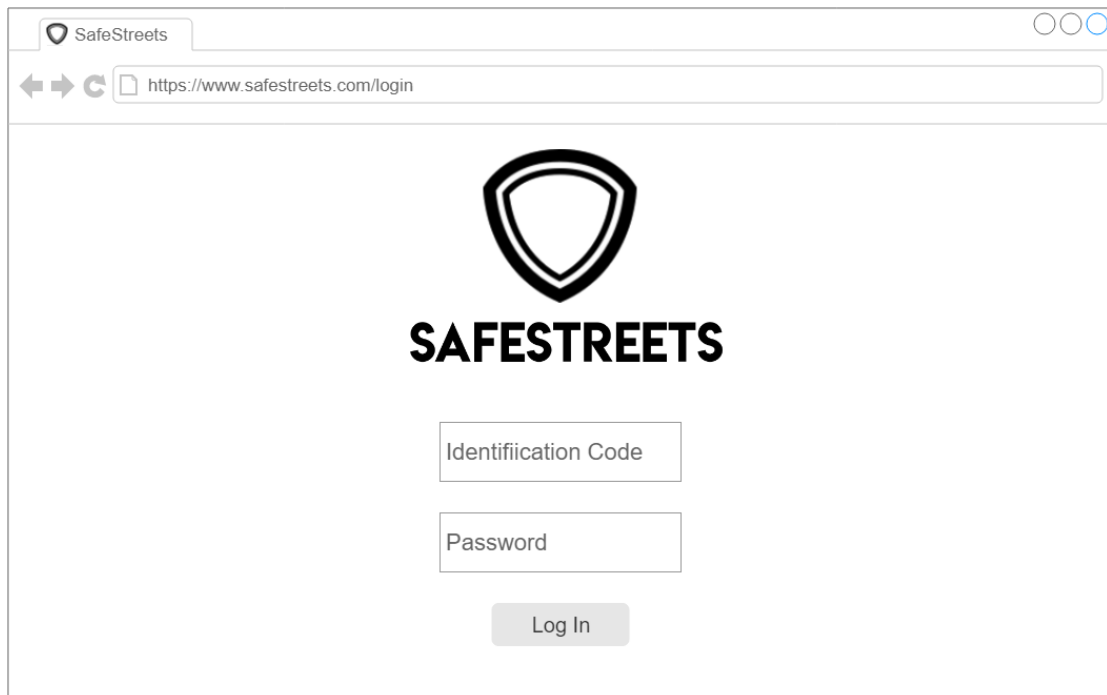 SafeStreets
https://www.safestreets.com/login
SAFESTREETS
Identifiication Code
Password
Log In